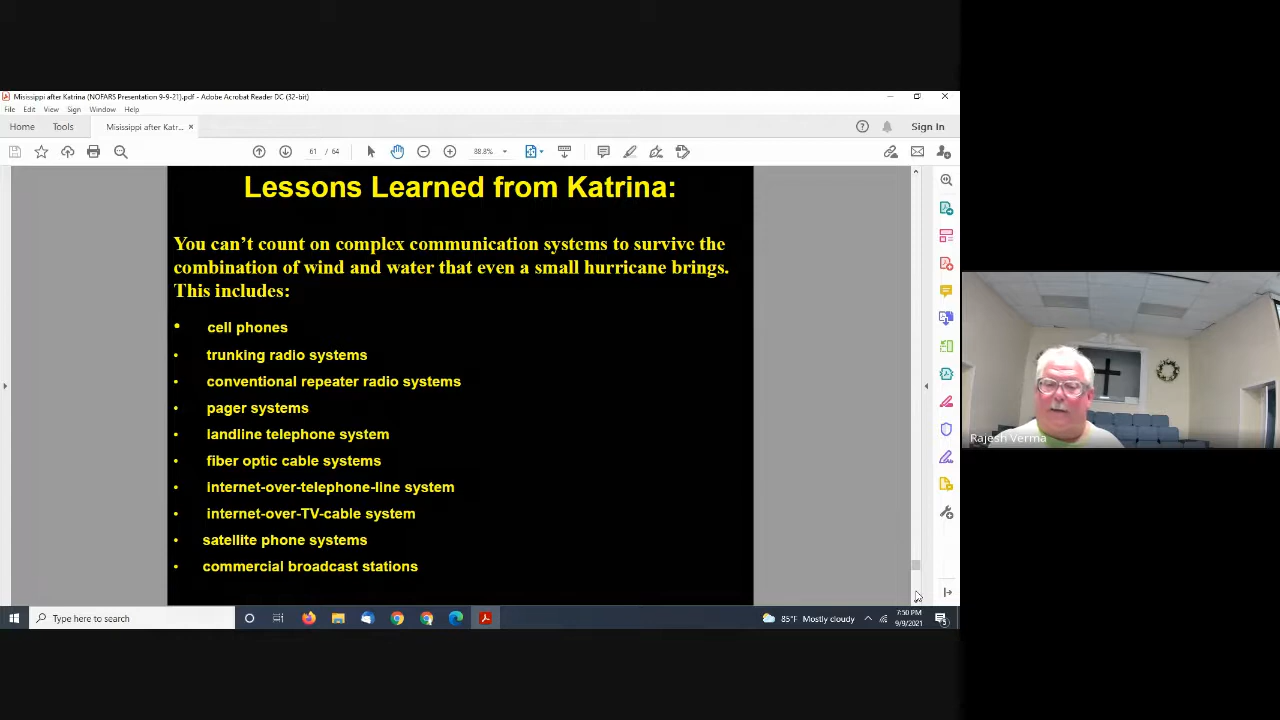 Misissippi after Katrina (NOFARS Presentation 9-9-21).pdf - Adobe Acrobat Reader DC (32-bit)
File Edit View Sign Window Help
Home Tools Misissippi after Katr... × Sign In
61 / 64 88.8%
Lessons Learned from Katrina:
You can’t count on complex communication systems to survive the
combination of wind and water that even a small hurricane brings.
This includes:
• cell phones
• trunking radio systems
• conventional repeater radio systems
• pager systems
• landline telephone system
• fiber optic cable systems
• internet-over-telephone-line system
• internet-over-TV-cable system
• satellite phone systems
• commercial broadcast stations
Rajesh Verma
Type here to search
85°F Mostly cloudy
7:50 PM
9/9/2021